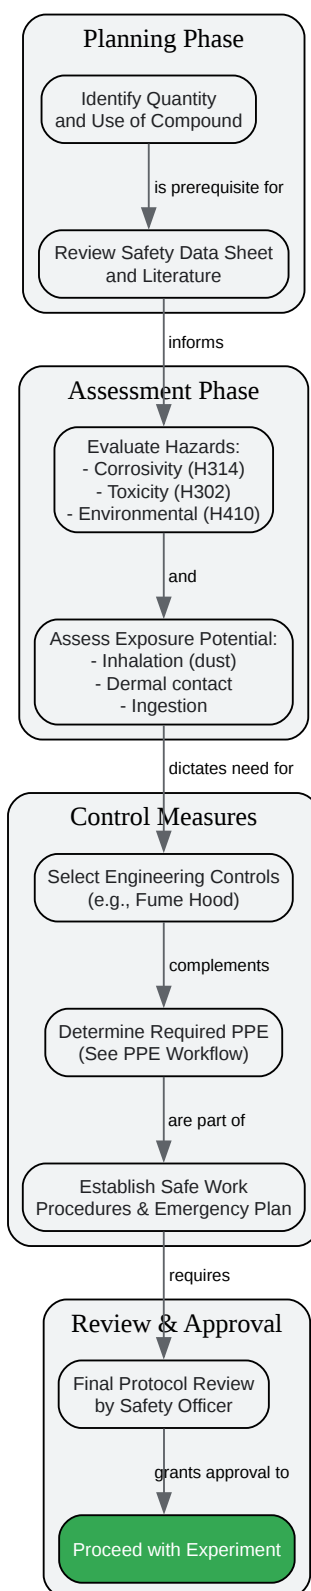 Planning Phase
Identify Quantity
and Use of Compound
is prerequisite for
Review Safety Data Sheet
and Literature
informs
Assessment Phase
Evaluate Hazards:
- Corrosivity (H314)
- Toxicity (H302)
- Environmental (H410)
and
Assess Exposure Potential:
- Inhalation (dust)
- Dermal contact
- Ingestion
dictates need for
Control Measures
Select Engineering Controls
(e.g., Fume Hood)
complements
Determine Required PPE
(See PPE Workflow)
are part of
Establish Safe Work
Procedures & Emergency Plan
requires
Review & Approval
Final Protocol Review
by Safety Officer
grants approval to
Proceed with Experiment